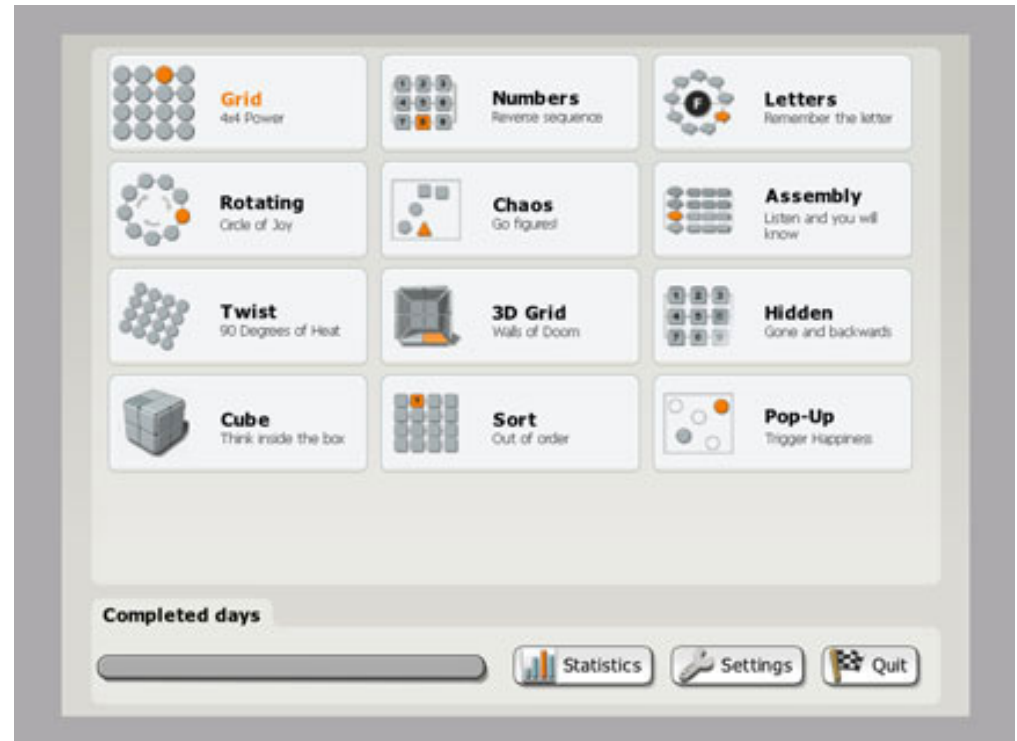 Grid
4x4 Power
Numbers
Reverse sequence
F
Letters
Remember the letter
Rotating
Circle of Joy
Chaos
Go figures!
Assembly
Listen and you will
know
Twist
90 Degrees of Heat
3D Grid
Walls of Doom
Hidden
Gone and backwards
Cube
Think inside the box
Sort
Out of order
Pop-Up
Trigger Happiness
Completed days
Statistics
Settings
Quit